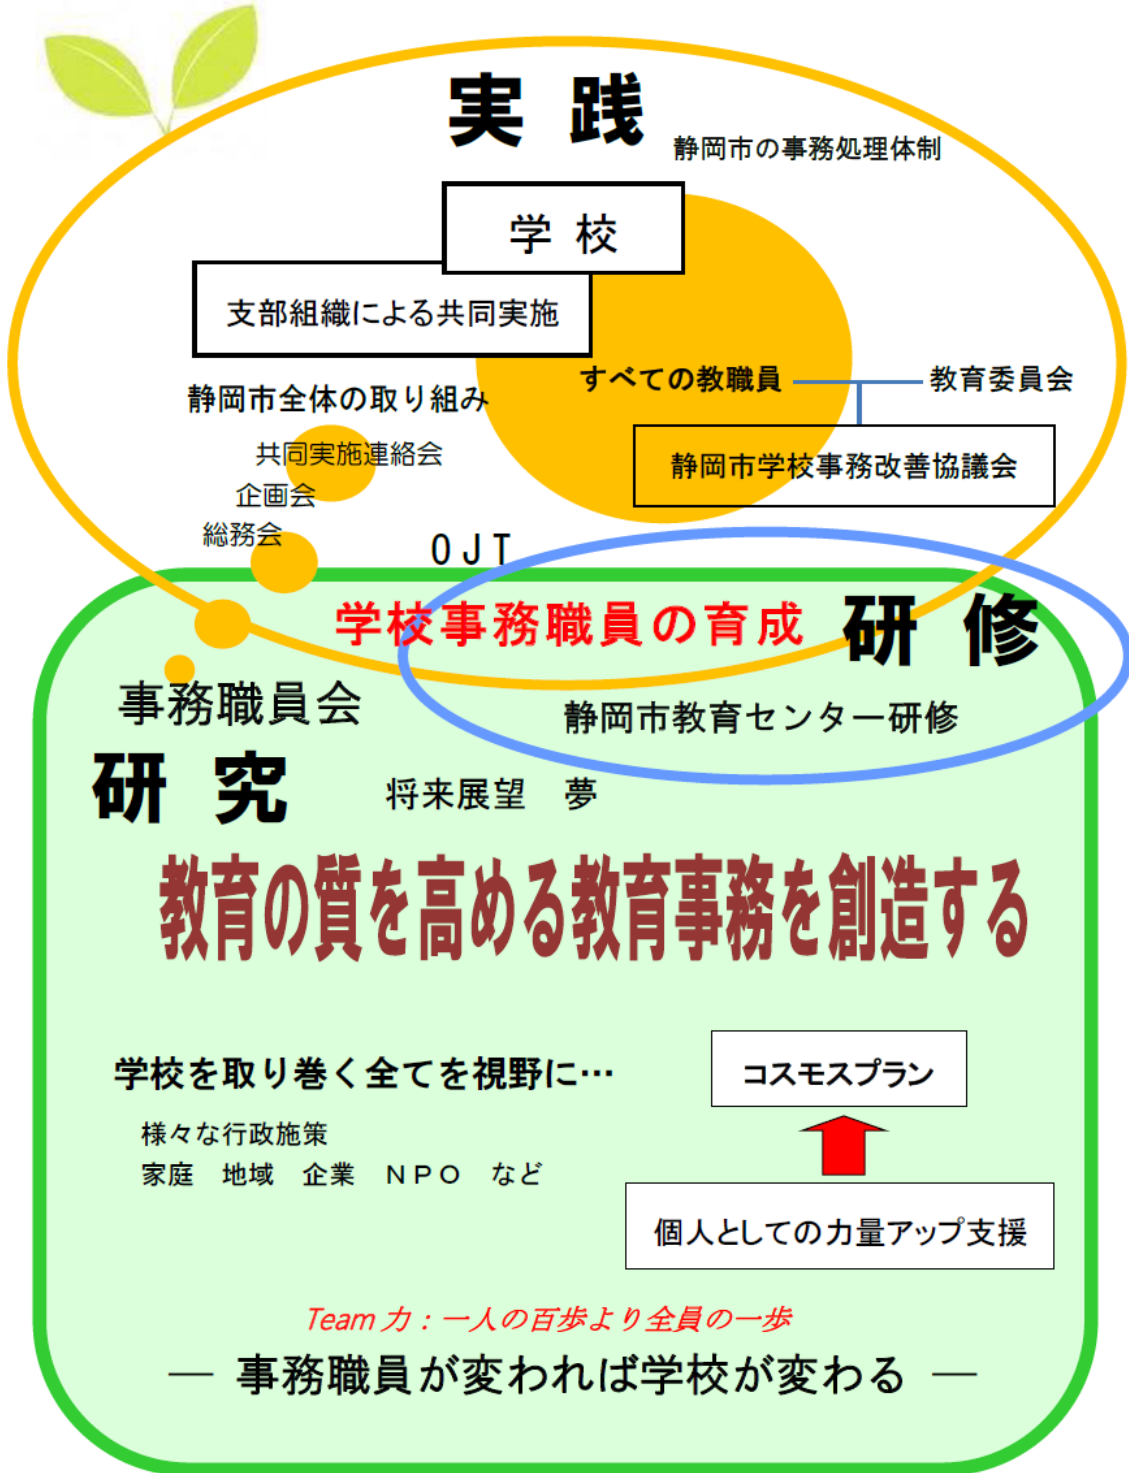 実 践
静岡市の事務処理体制
学 校
支部組織による共同実施
すべての教職員
教育委員会
静岡市全体の取り組み
共同実施連絡会
静岡市学校事務改善協議会
企画会
総務会
OJT
学校事務職員の育成
研 修
事務職員会
静岡市教育センター研修
研 究
将来展望　夢
教育の質を高める教育事務を創造する
学校を取り巻く全てを視野に…
コスモスプラン
様々な行政施策
家庭　地域　企業　ＮＰＯ　など
個人としての力量アップ支援
Team 力：一人の百歩より全員の一歩
― 事務職員が変われば学校が変わる ―